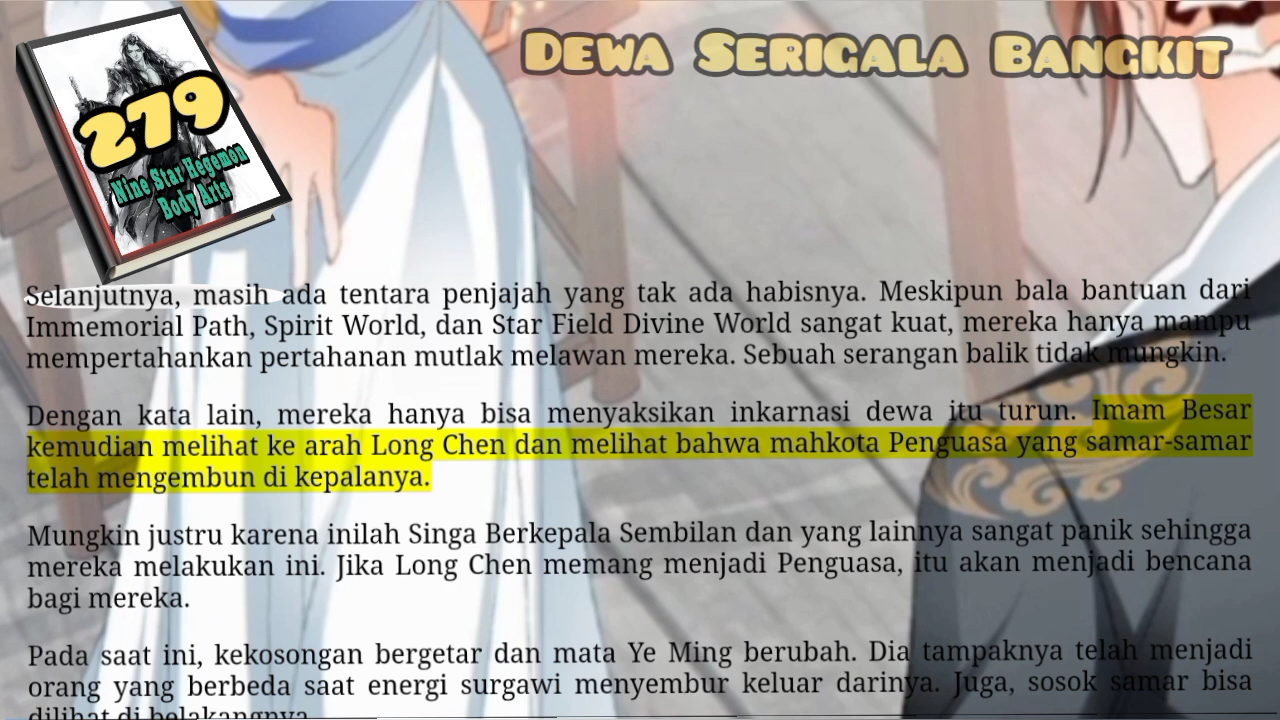 DEWA SERIGALA BANGKIT
279
Nine Star Hegemon
Body Arts
Selanjutnya, masih ada tentara penjajah yang tak ada habisnya. Meskipun bala bantuan dari
Immemorial Path, Spirit World, dan Star Field Divine World sangat kuat, mereka hanya mampu
mempertahankan pertahanan mutlak melawan mereka. Sebuah serangan balik tidak mungkin.
Dengan kata lain, mereka hanya bisa menyaksikan inkarnasi dewa itu turun. Imam Besar
kemudian melihat ke arah Long Chen dan melihat bahwa mahkota Penguasa yang samar-samar
telah mengembun di kepalanya.
Mungkin justru karena inilah Singa Berkepala Sembilan dan yang lainnya sangat panik sehingga
mereka melakukan ini. Jika Long Chen memang menjadi Penguasa, itu akan menjadi bencana
bagi mereka.
Pada saat ini, kekosongan bergetar dan mata Ye Ming berubah. Dia tampaknya telah menjadi
orang yang berbeda saat energi surgawi menyembur keluar darinya. Juga, sosok samar bisa
dilihat di belakangnya.